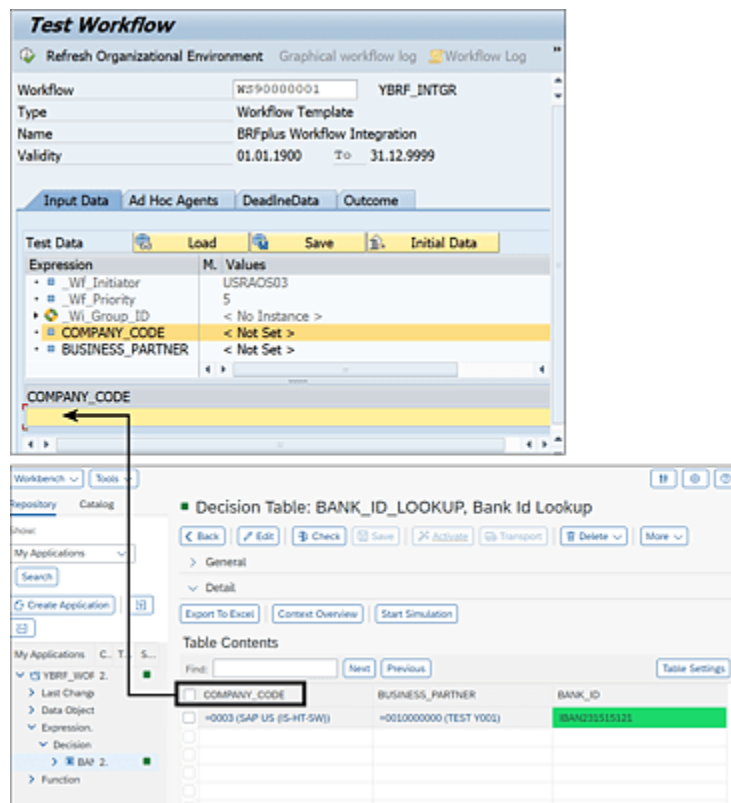 Test Workflow
Refresh Organizational Environment Graphical workflow log Workflow Log
Workflow WS90000001 YBRF_INTGR
Type Workflow Template
Name BRFplus Workflow Integration
Validity 01.01.1900 To 31.12.9999
Input Data Ad Hoc Agents DeadlneData Outcome
Test Data Load Save Initial Data
Expression M. Values
_Wf_Initiator USRAOS03
_Wf_Priority 5
_Wi_Group_ID < No Instance >
COMPANY_CODE < Not Set >
BUSINESS_PARTNER < Not Set >
COMPANY_CODE
Workbench Tools
Repository Catalog
Show:
My Applications
Search
Create Application
My Applications C.. T.. S...
YBRF_WOF 2.
Last Change
Data Object
Expression.
Decision
BAN 2.
Function
Decision Table: BANK_ID_LOOKUP, Bank Id Lookup
Back Edit Check Save Activate Transport Delete More
General
Detail
Export To Excel Context Overview Start Simulation
Table Contents
Find: Next Previous Table Settings
COMPANY_CODE BUSINESS_PARTNER BANK_ID
=0003 (SAP US (IS-HT-SW)) =0010000000 (TEST Y001) IBAN231515121